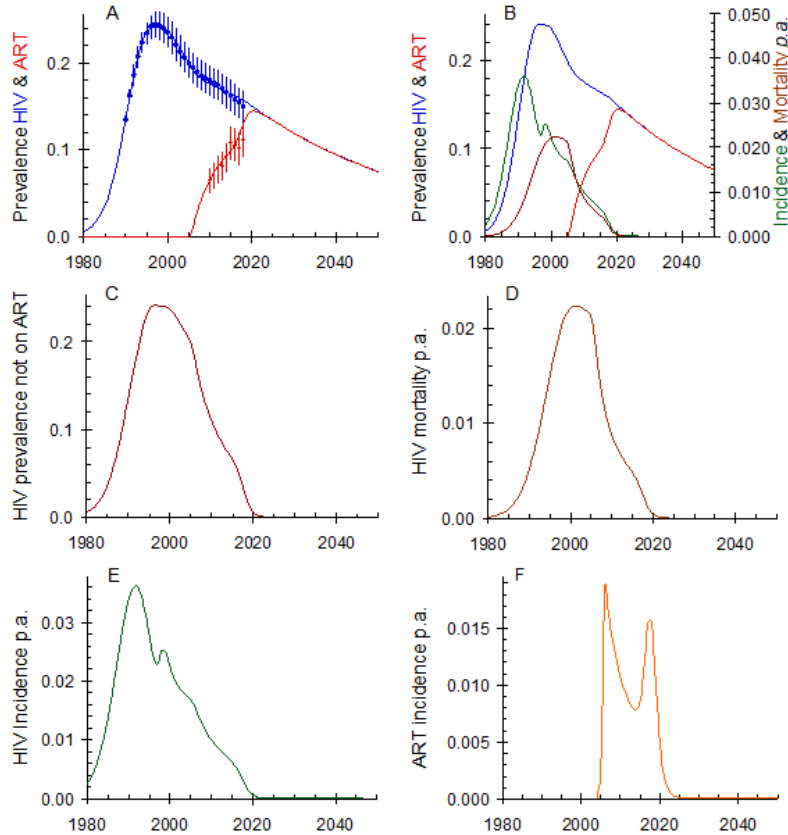 A
Prevalence HIV & ART
0.2
0.1
0.0
1980 2000 2020 2040
B
Prevalence HIV & ART
0.2
0.1
0.0
1980 2000 2020 2040
0.050
0.040
0.030
0.020
0.010
0.000
Incidence & Mortality p.a.
C
HIV prevalence not on ART
0.2
0.1
0.0
1980 2000 2020 2040
D
HIV mortality p.a.
0.02
0.01
0.00
1980 2000 2020 2040
E
HIV Incidence p.a.
0.03
0.02
0.01
0.00
1980 2000 2020 2040
F
ART incidence p.a.
0.015
0.010
0.005
0.000
1980 2000 2020 2040